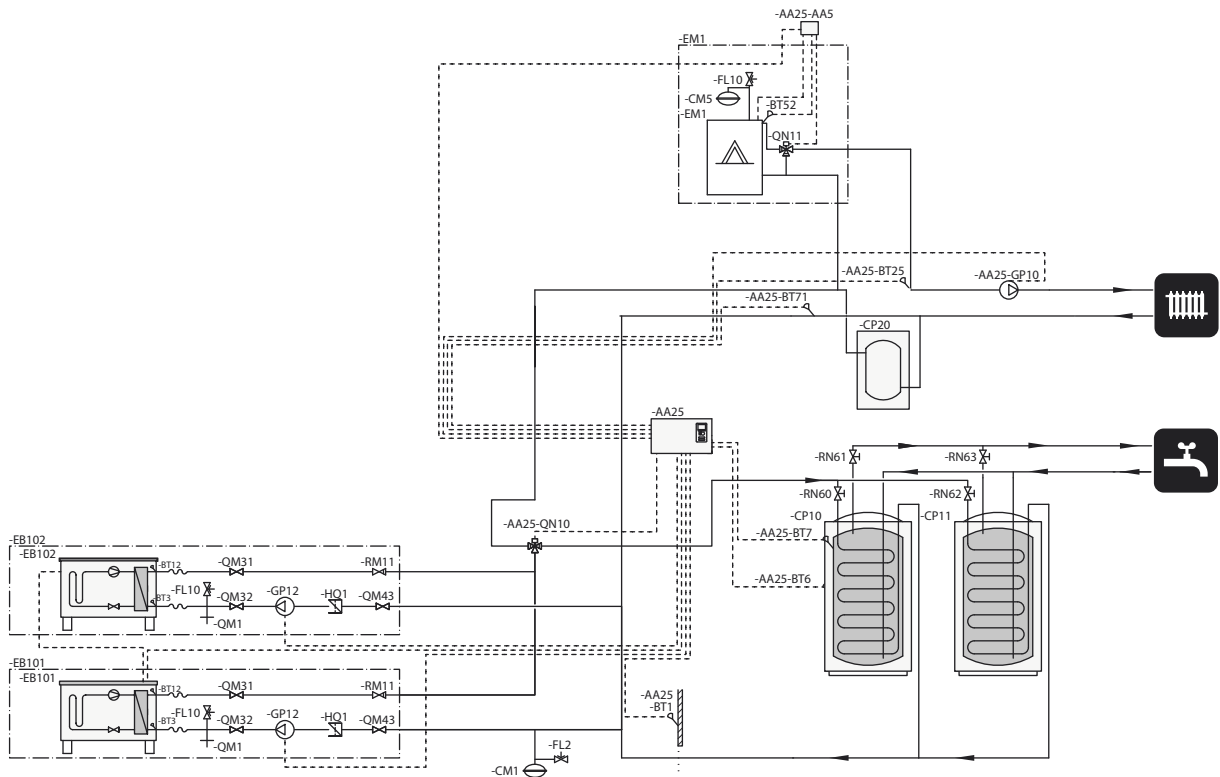 -AA25-AA5
-EM1
-FL10
-CM5
-BT52
-EM1
-QN11
-AA25-BT25
-AA25-GP10
-AA25-BT71
-CP20
-AA25
-RN61
-RN63
-RN60
-RN62
-CP10
-CP11
-AA25-QN10
-AA25-BT7
-AA25-BT6
-EB102
-EB102
-BT12
-QM31
-RM11
-BT3
-FL10
-QM32
-GP12
-HQ1
-QM43
-QM1
-EB101
-EB101
-BT12
-QM31
-RM11
-BT3
-FL10
-QM32
-GP12
-HQ1
-QM43
-QM1
-AA25
-BT1
-FL2
-CM1